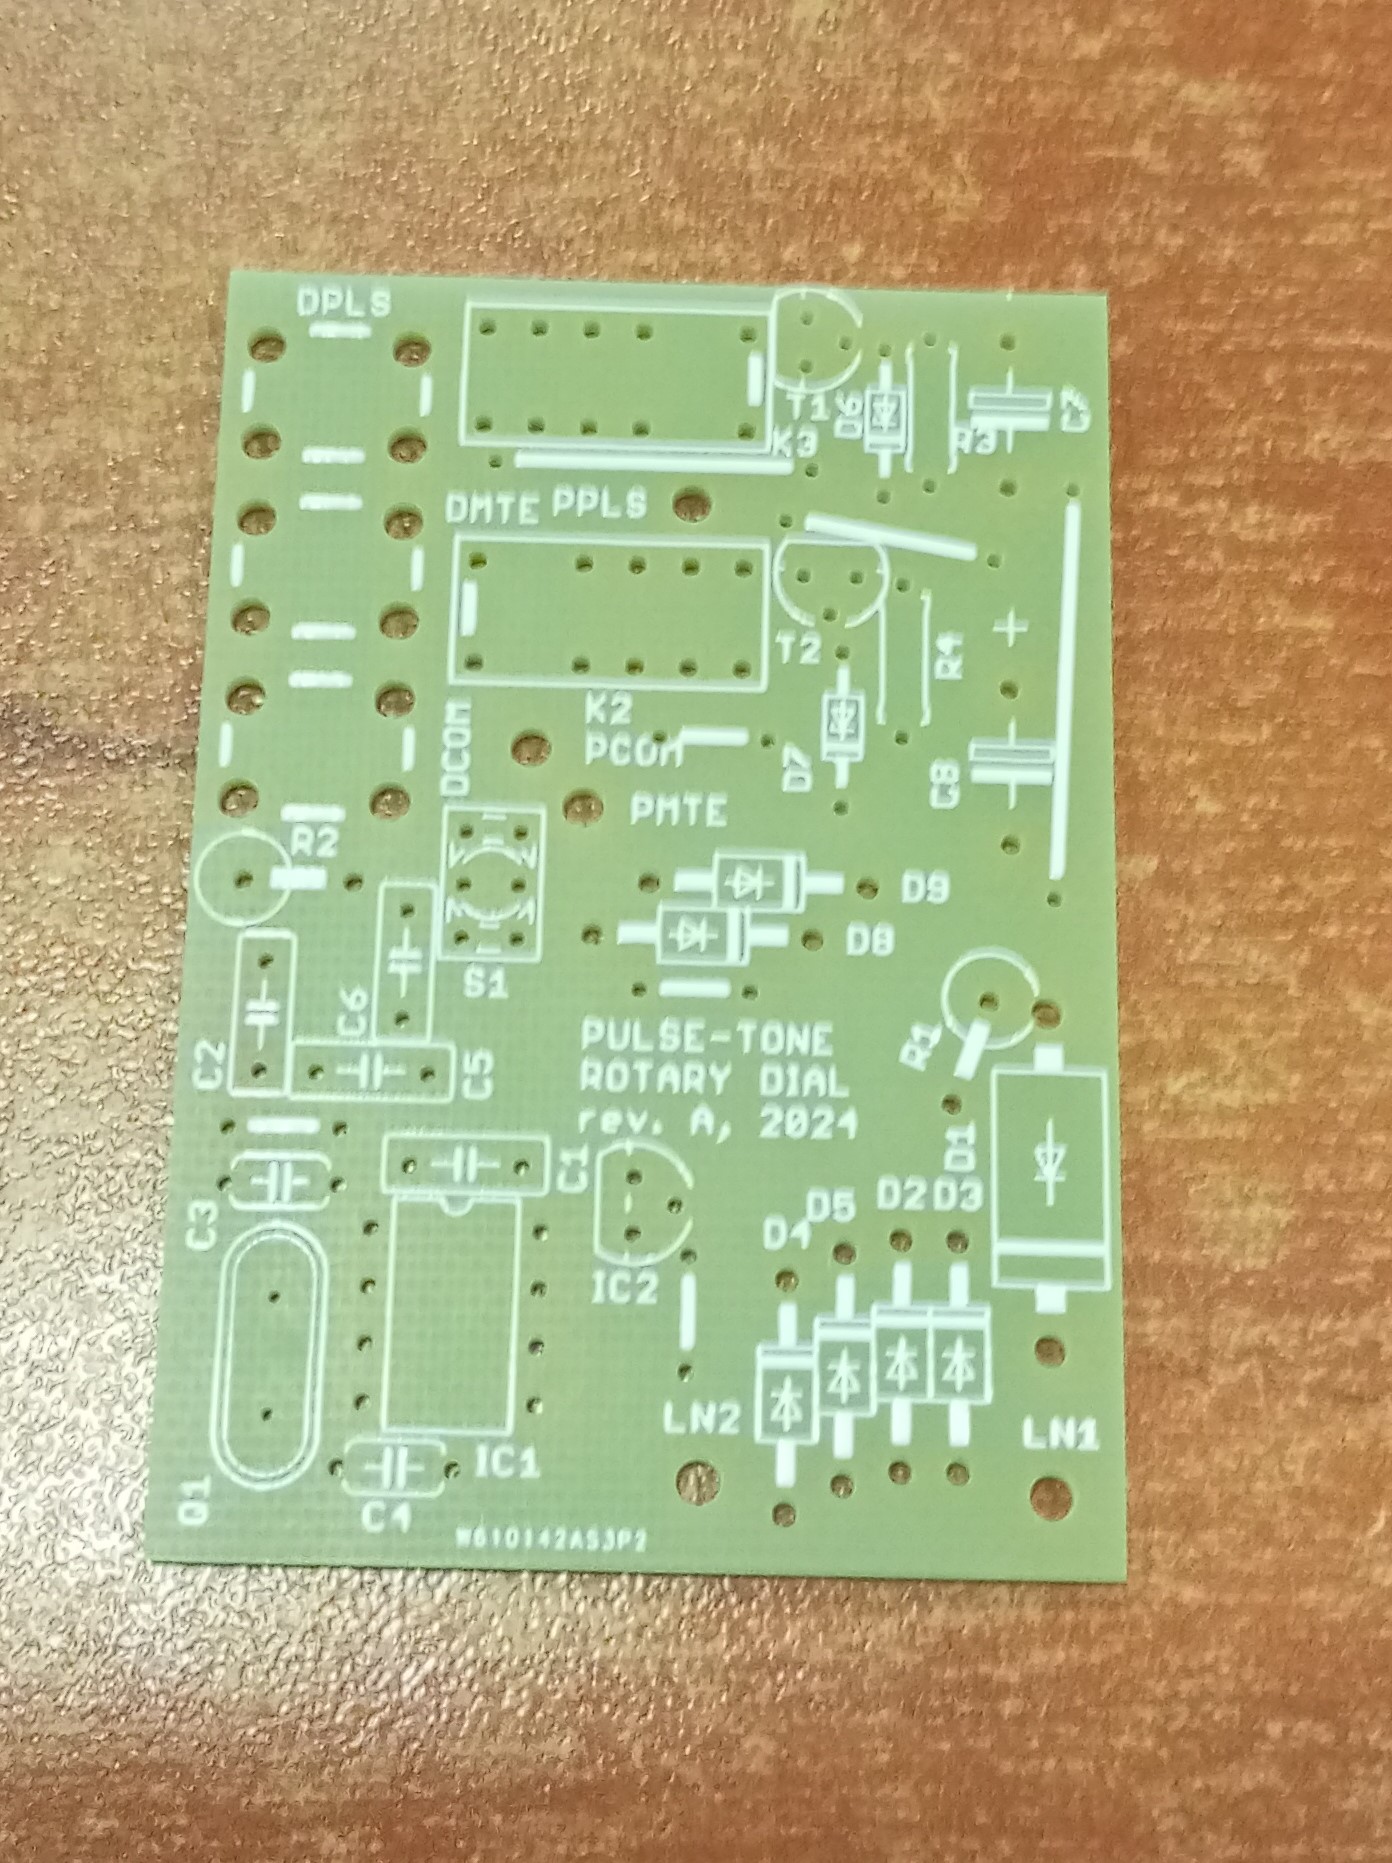 DPLS
T1
D6
R3
C7
K3
DMTE PPLS
T2
R4
K2
DCOM
PCOM
D7
C8
PMTE
R2
D9
D8
S1
C6
C2
C5
R1
PULSE-TONE
ROTARY DIAL
rev. A, 2024
C1
D1
C3
D5
D2
D3
D4
IC2
LN2
LN1
IC1
Q1
C4
W610142AS3P2